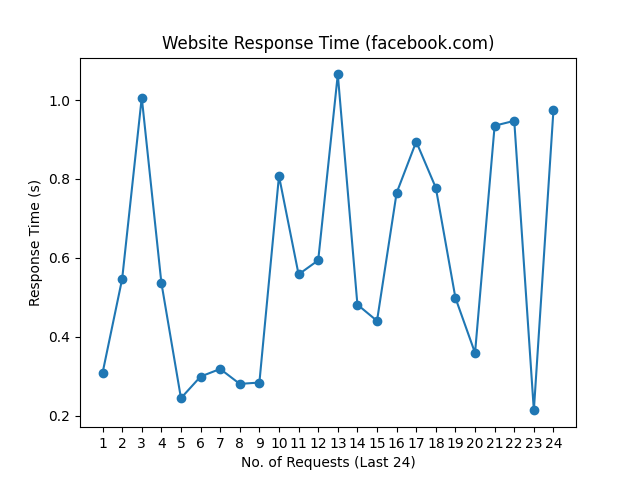 Website Response Time (facebook.com)
Response Time (s)
1.0
0.8
0.6
0.4
0.2
1 2 3 4 5 6 7 8 9 10 11 12 13 14 15 16 17 18 19 20 21 22 23 24
No. of Requests (Last 24)